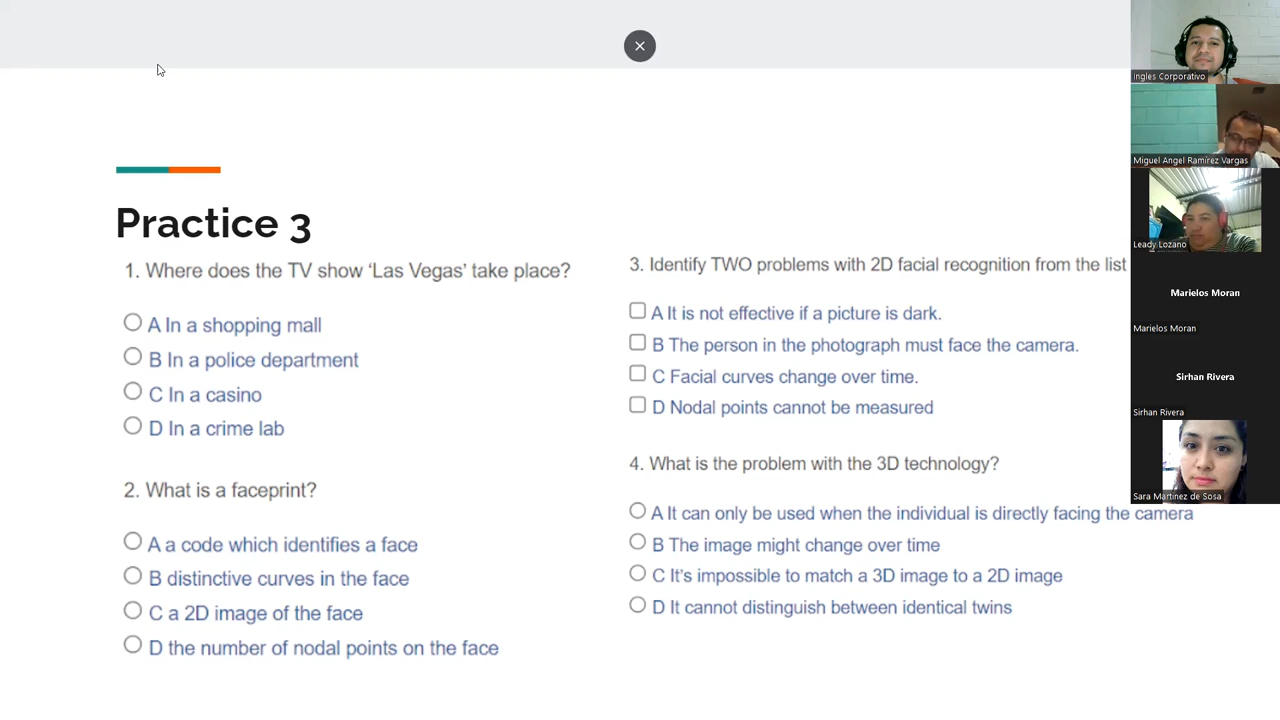 Practice 3
1. Where does the TV show ‘Las Vegas’ take place?
A In a shopping mall
B In a police department
C In a casino
D In a crime lab
2. What is a faceprint?
A a code which identifies a face
B distinctive curves in the face
C a 2D image of the face
D the number of nodal points on the face
3. Identify TWO problems with 2D facial recognition from the list
A It is not effective if a picture is dark.
B The person in the photograph must face the camera.
C Facial curves change over time.
D Nodal points cannot be measured
4. What is the problem with the 3D technology?
A It can only be used when the individual is directly facing the camera
B The image might change over time
C It’s impossible to match a 3D image to a 2D image
D It cannot distinguish between identical twins
Ingles Corporativo
Miguel Angel Ramírez Vargas
Leady Lozano
Marielos Moran
Marielos Moran
Sirhan Rivera
Sirhan Rivera
Sara Martinez de Sosa